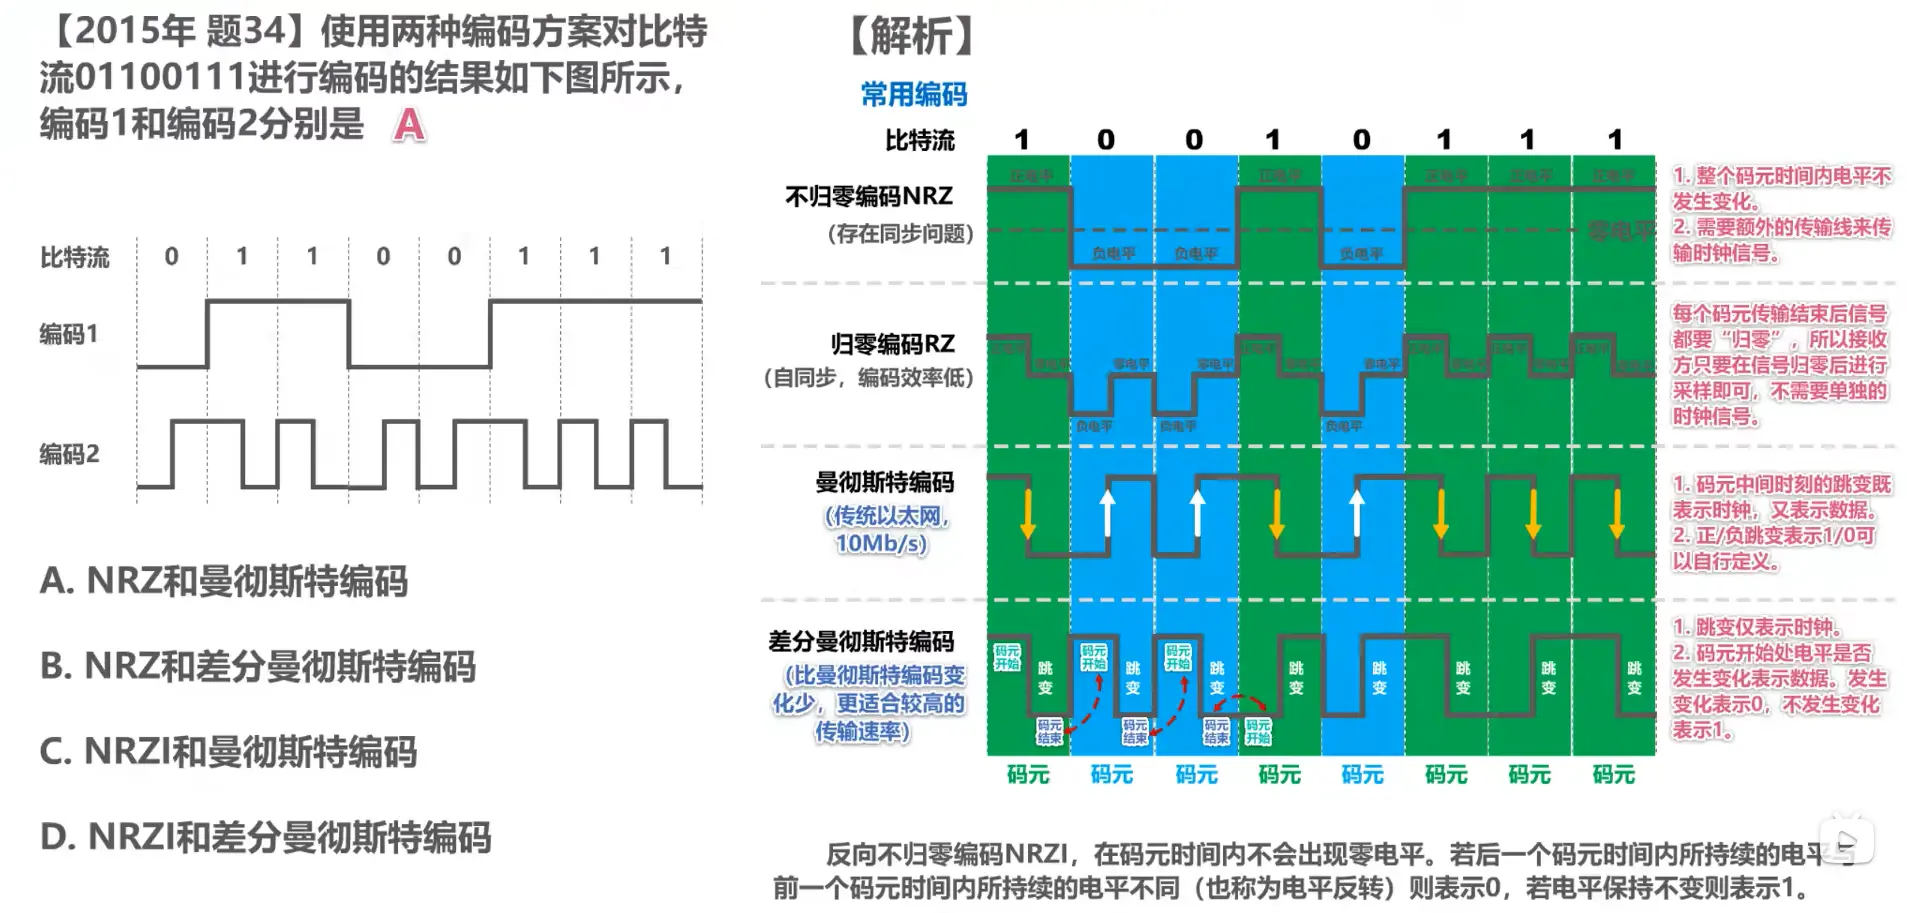 【2015年 题34】使用两种编码方案对比特
流01100111进行编码的结果如下图所示，
编码1和编码2分别是 A
比特流 0 1 1 0 0 1 1 1
编码1
编码2
A. NRZ和曼彻斯特编码
B. NRZ和差分曼彻斯特编码
C. NRZI和曼彻斯特编码
D. NRZI和差分曼彻斯特编码
【解析】
常用编码
比特流 1 0 0 1 0 1 1 1
不归零编码NRZ
（存在同步问题）
正电平 正电平 正电平 正电平 正电平
零电平
负电平 负电平 负电平
1. 整个码元时间内电平不
发生变化。
2. 需要额外的传输线来传
输时钟信号。
归零编码RZ
（自同步，编码效率低）
正电平 正电平 正电平 正电平 正电平
零电平 零电平 零电平 零电平 零电平 零电平 零电平 零电平
负电平 负电平 负电平
每个码元传输结束后信号
都要“归零”，所以接收
方只要在信号归零后进行
采样即可，不需要单独的
时钟信号。
曼彻斯特编码
（传统以太网，
10Mb/s）
1. 码元中间时刻的跳变既
表示时钟，又表示数据。
2. 正/负跳变表示1/0可
以自行定义。
差分曼彻斯特编码
（比曼彻斯特编码变
化少，更适合较高的
传输速率）
码元
开始
跳
变
码元
结束
码元
开始
跳
变
码元
结束
码元
开始
跳
变
码元
结束
码元
开始
跳
变
跳
变
跳
变
跳
变
跳
变
1. 跳变仅表示时钟。
2. 码元开始处电平是否
发生变化表示数据。发生
变化表示0，不发生变化
表示1。
码元 码元 码元 码元 码元 码元 码元 码元
反向不归零编码NRZI，在码元时间内不会出现零电平。若后一个码元时间内所持续的电平与
前一个码元时间内所持续的电平不同（也称为电平反转）则表示0，若电平保持不变则表示1。